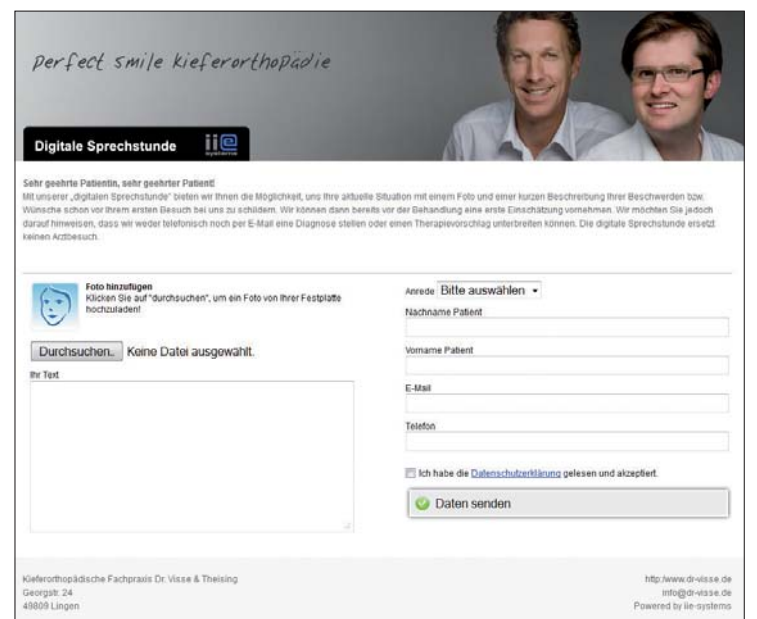 perfect smile kieferorthopädie
Digitale Sprechstunde
iie
systems
Sehr geehrte Patientin, sehr geehrter Patient!
Mit unserer „digitalen Sprechstunde" bieten wir Ihnen die Möglichkeit, uns Ihre aktuelle Situation mit einem Foto und einer kurzen Beschreibung Ihrer Beschwerden bzw.
Wünsche schon vor Ihrem ersten Besuch bei uns zu schildern. Wir können dann bereits vor der Behandlung eine erste Einschätzung vornehmen. Wir möchten Sie jedoch
darauf hinweisen, dass wir weder telefonisch noch per E-Mail eine Diagnose stellen oder einen Therapievorschlag unterbreiten können. Die digitale Sprechstunde ersetzt
keinen Arztbesuch.
Foto hinzufügen
Klicken Sie auf "durchsuchen", um ein Foto von Ihrer Festplatte
hochzuladen!
Durchsuchen.. Keine Datei ausgewählt.
Ihr Text
Anrede Bitte auswählen
Nachname Patient
Vorname Patient
E-Mail
Telefon
Ich habe die Datenschutzerklärung gelesen und akzeptiert.
Daten senden
Kieferorthopädische Fachpraxis Dr. Visse & Theising
Georgstr. 24
49809 Lingen
http:/www.dr-visse.de
info@dr-visse.de
Powered by iie-systems